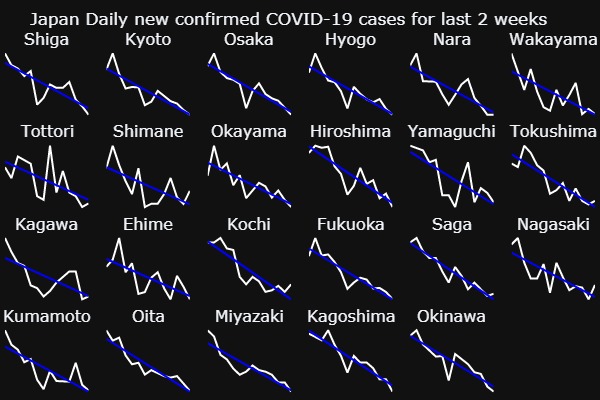 Japan Daily new confirmed COVID-19 cases for last 2 weeks
Shiga Kyoto Osaka Hyogo Nara Wakayama
Tottori Shimane Okayama Hiroshima Yamaguchi Tokushima
Kagawa Ehime Kochi Fukuoka Saga Nagasaki
Kumamoto Oita Miyazaki Kagoshima Okinawa